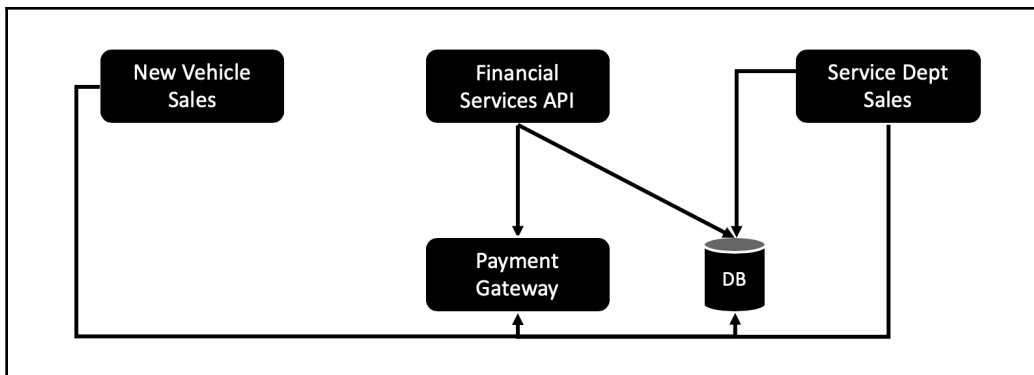 New Vehicle
Sales
Financial
Services API
Service Dept
Sales
Payment
Gateway
DB